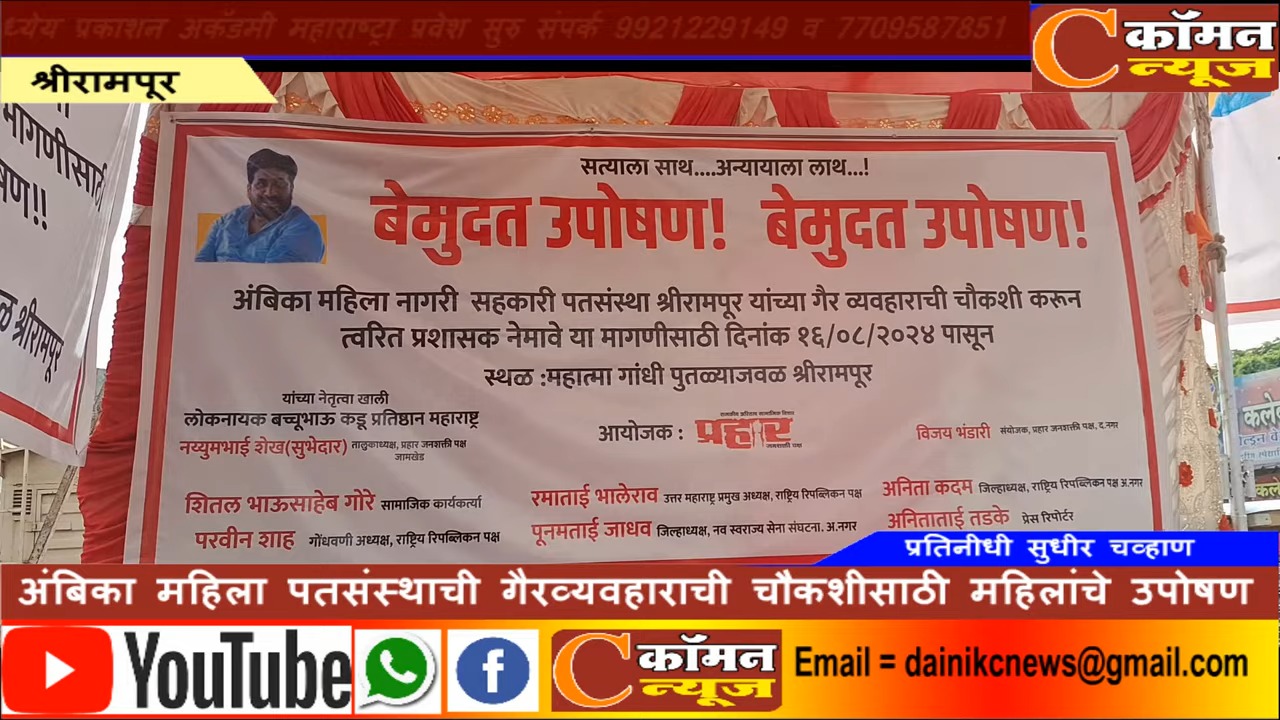 ध्येय प्रकाशन अकॅडमी महाराष्ट्रा प्रवेश सुरु संपर्क 9921229149 व 7709587851
C कॉमन न्यूज
श्रीरामपूर
मागणीसाठी
षण!!
ळ श्रीरामपूर
सत्याला साथ....अन्यायाला लाथ...!
बेमुदत उपोषण! बेमुदत उपोषण!
अंबिका महिला नागरी सहकारी पतसंस्था श्रीरामपूर यांच्या गैर व्यवहाराची चौकशी करून
त्वरित प्रशासक नेमावे या मागणीसाठी दिनांक १६/०८/२०२४ पासून
स्थळ :महात्मा गांधी पुतळ्याजवळ श्रीरामपूर
यांच्या नेतृत्वा खाली
लोकनायक बच्चूभाऊ कडू प्रतिष्ठान महाराष्ट्र
नय्युमभाई शेख(सुभेदार) तालुकाध्यक्ष, प्रहार जनशक्ती पक्ष
जामखेड
आयोजक : प्रहार
जनशक्ती पक्ष
विजय भंडारी संयोजक, प्रहार जनशक्ती पक्ष, द.नगर
शितल भाऊसाहेब गोरे सामाजिक कार्यकर्त्या
रमाताई भालेराव उत्तर महाराष्ट्र प्रमुख अध्यक्ष, राष्ट्रिय रिपब्लिकन पक्ष
अनिता कदम जिल्हाध्यक्ष, राष्ट्रिय रिपब्लिकन पक्ष अ.नगर
परवीन शाह गोंधवणी अध्यक्ष, राष्ट्रिय रिपब्लिकन पक्ष
पूनमताई जाधव जिल्हाध्यक्ष, नव स्वराज्य सेना संघटना. अ.नगर
अनिताताई तडके प्रेस रिपोर्टर
प्रतिनीधी सुधीर चव्हाण
अंबिका महिला पतसंस्थाची गैरव्यवहाराची चौकशीसाठी महिलांचे उपोषण
YouTube
C कॉमन न्यूज
Email = dainikcnews@gmail.com